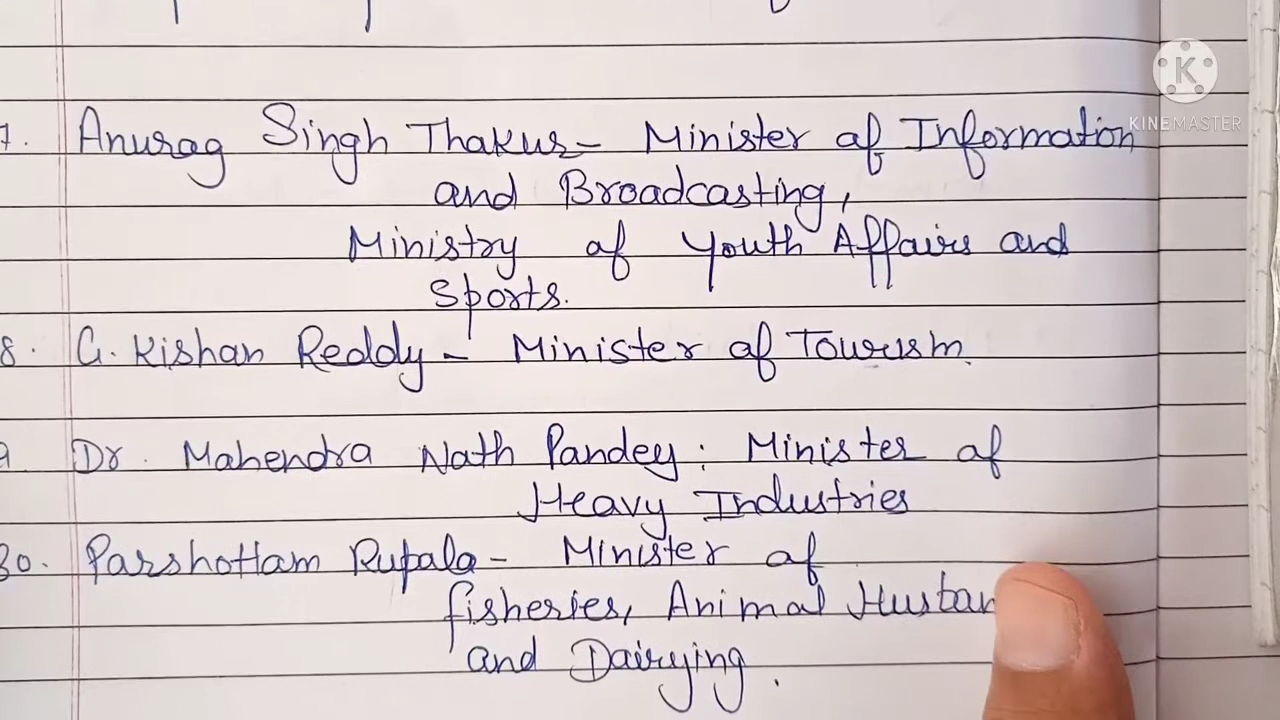 KINEMASTER
7. Anurag Singh Thakur- Minister of Information
and Broadcasting,
Ministry of Youth Affairs and
Sports.
8. G. Kishan Reddy - Minister of Tourism.
9 Dr. Mahendra Nath Pandey: Minister of
Heavy Industries
30. Parshottam Rupala - Minister of
fisheries, Animal Husban
and Dairying.